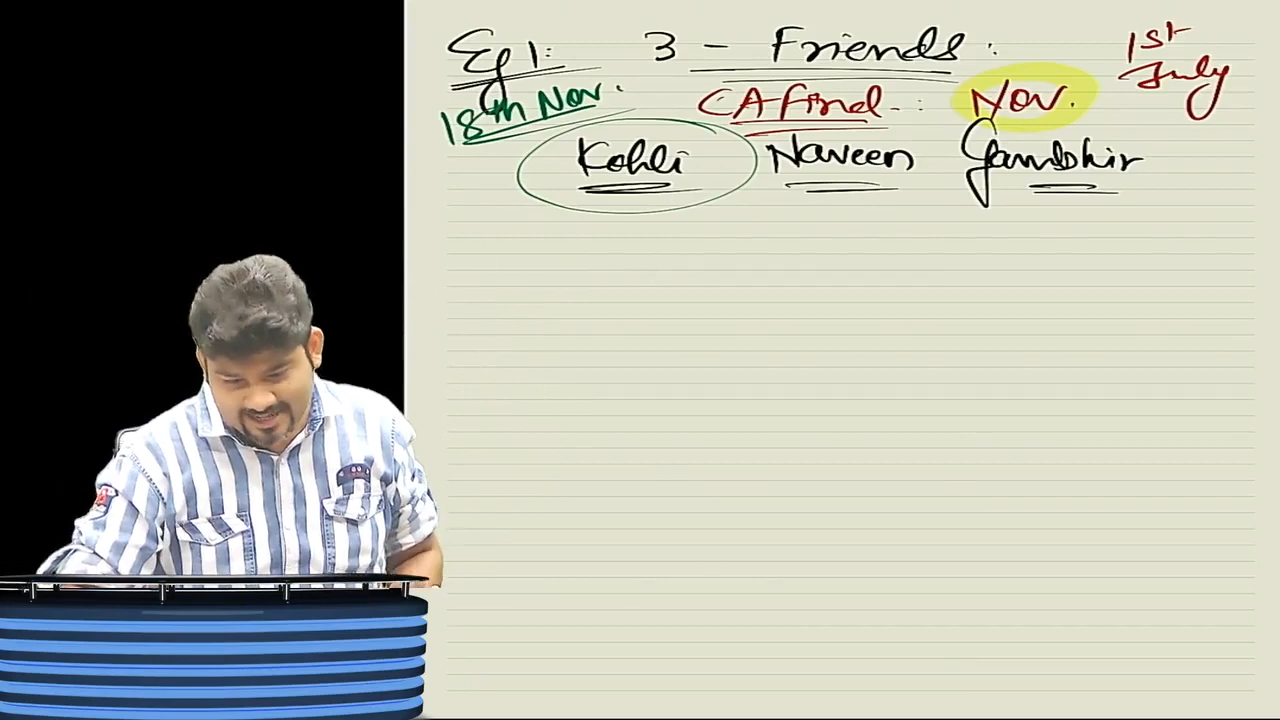 Eg 1: 3 - Friends: 1st July
18th Nov. CA Final : Nov.
Kohli Naveen Gambhir